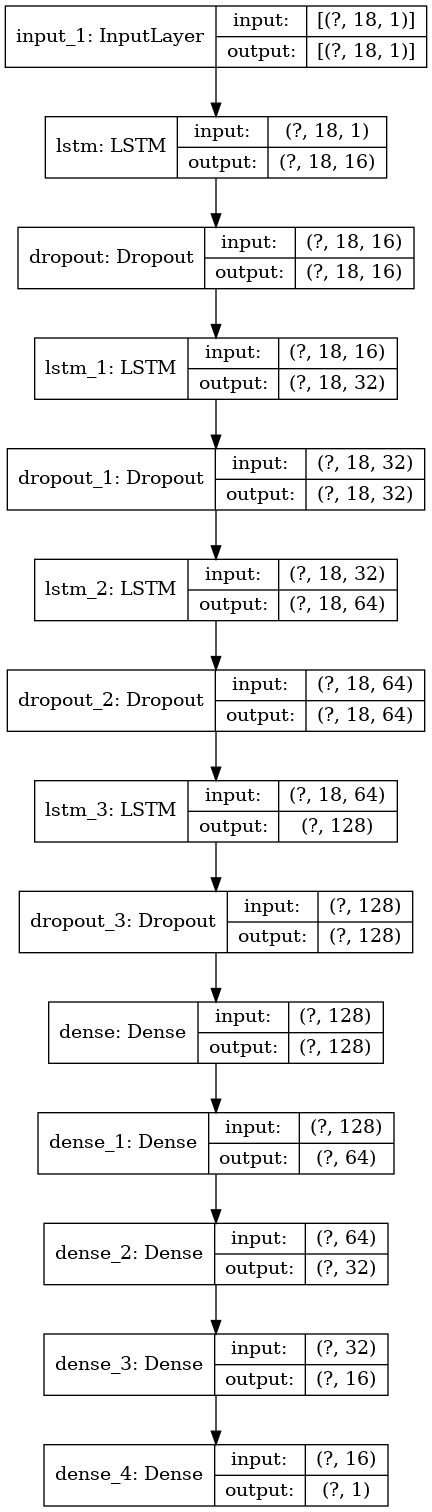 input_1: InputLayer
input: [(?, 18, 1)]
output: [(?, 18, 1)]
lstm: LSTM
input: (?, 18, 1)
output: (?, 18, 16)
dropout: Dropout
input: (?, 18, 16)
output: (?, 18, 16)
lstm_1: LSTM
input: (?, 18, 16)
output: (?, 18, 32)
dropout_1: Dropout
input: (?, 18, 32)
output: (?, 18, 32)
lstm_2: LSTM
input: (?, 18, 32)
output: (?, 18, 64)
dropout_2: Dropout
input: (?, 18, 64)
output: (?, 18, 64)
lstm_3: LSTM
input: (?, 18, 64)
output: (?, 128)
dropout_3: Dropout
input: (?, 128)
output: (?, 128)
dense: Dense
input: (?, 128)
output: (?, 128)
dense_1: Dense
input: (?, 128)
output: (?, 64)
dense_2: Dense
input: (?, 64)
output: (?, 32)
dense_3: Dense
input: (?, 32)
output: (?, 16)
dense_4: Dense
input: (?, 16)
output: (?, 1)